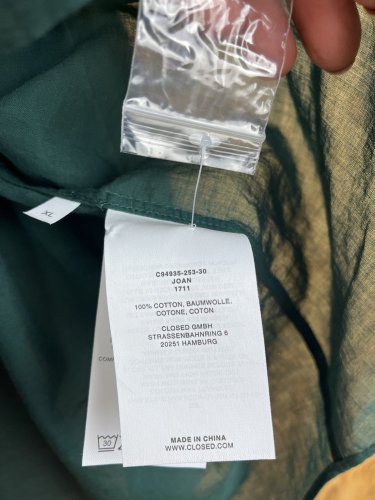 XL
C94936-253-30
JOAN
1711
100% COTTON, BAUMWOLLE,
COTONE, COTON
CLOSED GMBH
STRASSENBAHNRING 6
20251 HAMBURG
MADE IN CHINA
WWW.CLOSED.COM
30